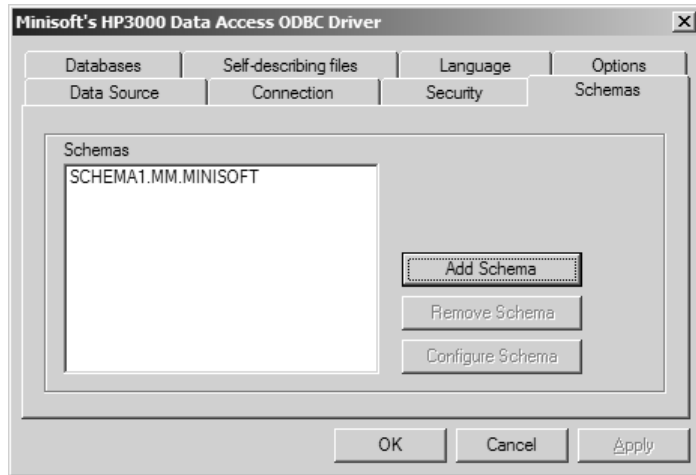 Minisoft's HP3000 Data Access ODBC Driver
Databases
Self-describing files
Language
Options
Data Source
Connection
Security
Schemas
Schemas
SCHEMA1.MM.MINISOFT
Add Schema
Remove Schema
Configure Schema
OK
Cancel
Apply